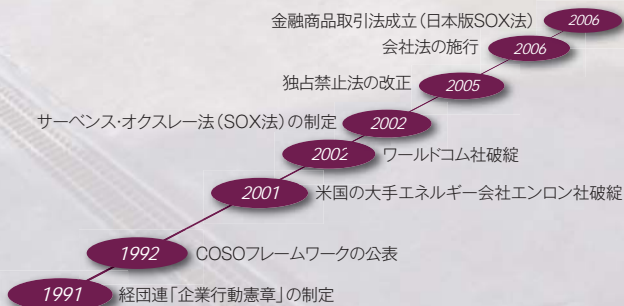 金融商品取引法成立（日本版SOX法） 2006
会社法の施行 2006
独占禁止法の改正 2005
サーベンス・オクスレー法（SOX法）の制定 2002
2002 ワールドコム社破綻
2001 米国の大手エネルギー会社エンロン社破綻
1992 COSOフレームワークの公表
1991 経団連「企業行動憲章」の制定